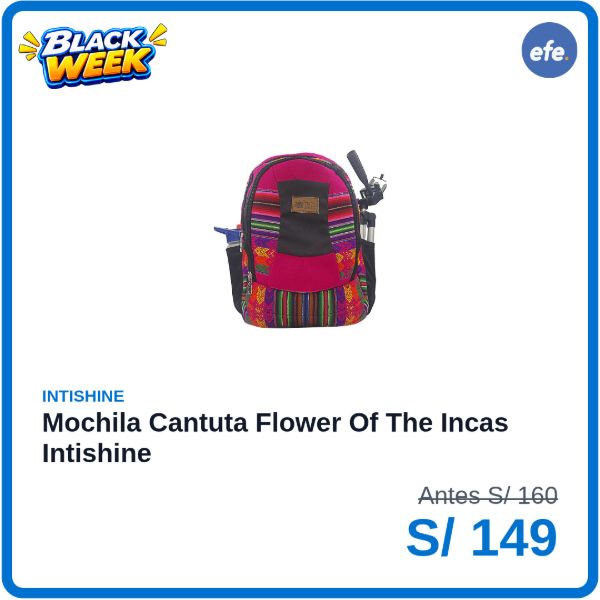 BLACK
WEEK
efe.
INTISHINE
Mochila Cantuta Flower Of The Incas
Intishine
Antes S/ 160
S/ 149